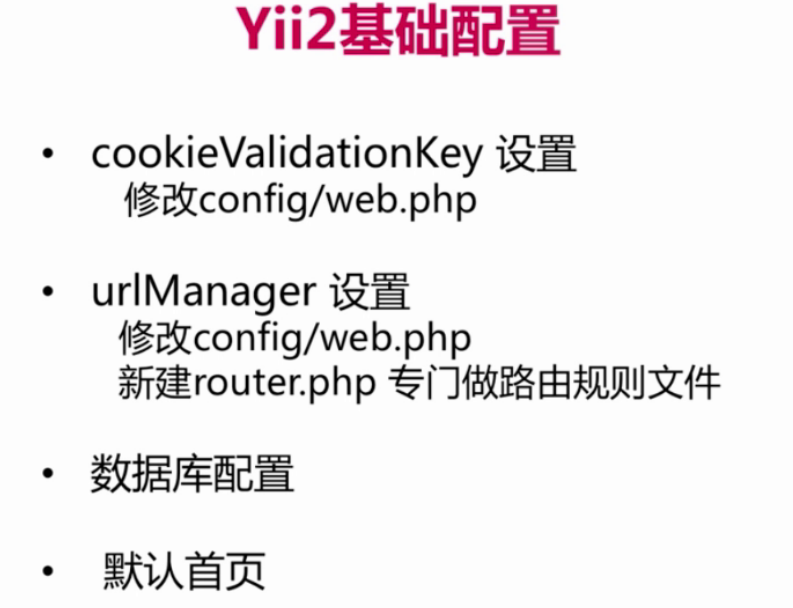 Yii2基础配置
• cookieValidationKey 设置
修改config/web.php
• urlManager 设置
修改config/web.php
新建router.php 专门做路由规则文件
• 数据库配置
• 默认首页